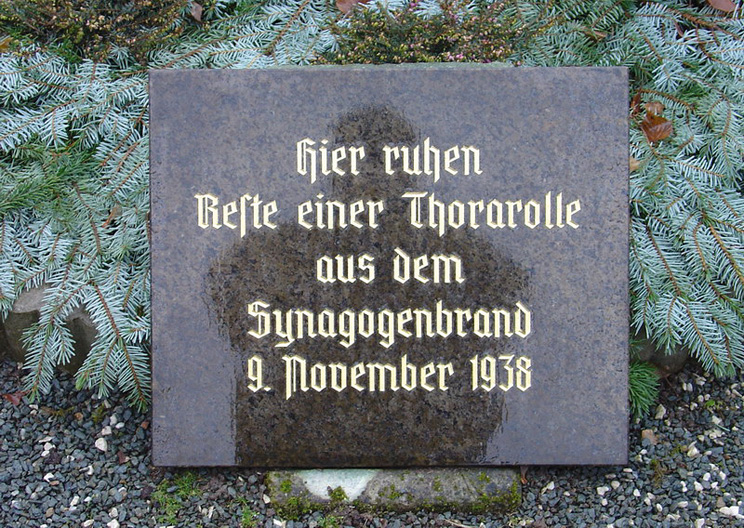 Hier ruhen
Reſte einer Thorarolle
aus dem
Synagogenbrand
9. November 1938